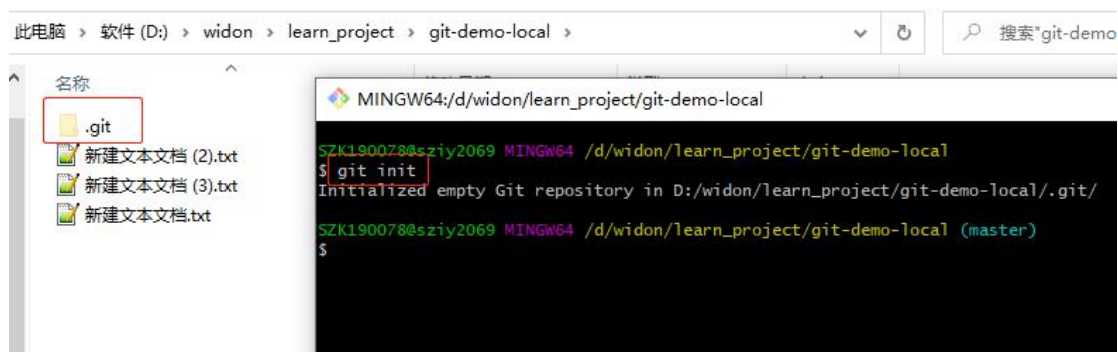 此电脑 › 软件 (D:) › widon › learn_project › git-demo-local ›
搜索"git-demo
名称
.git
新建文本文档 (2).txt
新建文本文档 (3).txt
新建文本文档.txt
MINGW64:/d/widon/learn_project/git-demo-local
SZK190078@sziy2069 MINGW64 /d/widon/learn_project/git-demo-local
$ git init
Initialized empty Git repository in D:/widon/learn_project/git-demo-local/.git/
SZK190078@sziy2069 MINGW64 /d/widon/learn_project/git-demo-local (master)
$